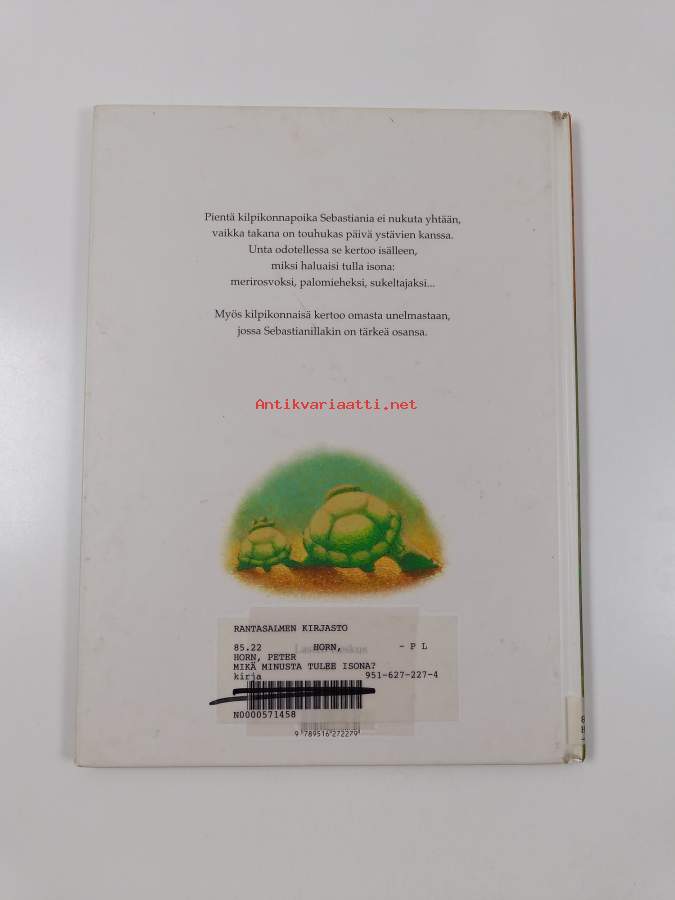 Pientä kilpikonnapoika Sebastiania ei nukuta yhtään,
vaikka takana on touhukas päivä ystävien kanssa.
Unta odotellessa se kertoo isälleen,
miksi haluaisi tulla isona:
merirosvoksi, palomieheksi, sukeltajaksi...
Myös kilpikonnaisä kertoo omasta unelmastaan,
jossa Sebastianillakin on tärkeä osansa.
Antikvariaatti.net
RANTASALMEN KIRJASTO
85.22 HORN, - P L
HORN, PETER
MIKÄ MINUSTA TULEE ISONA?
kirja 951-627-227-4
N0000571458
9 789516 272279